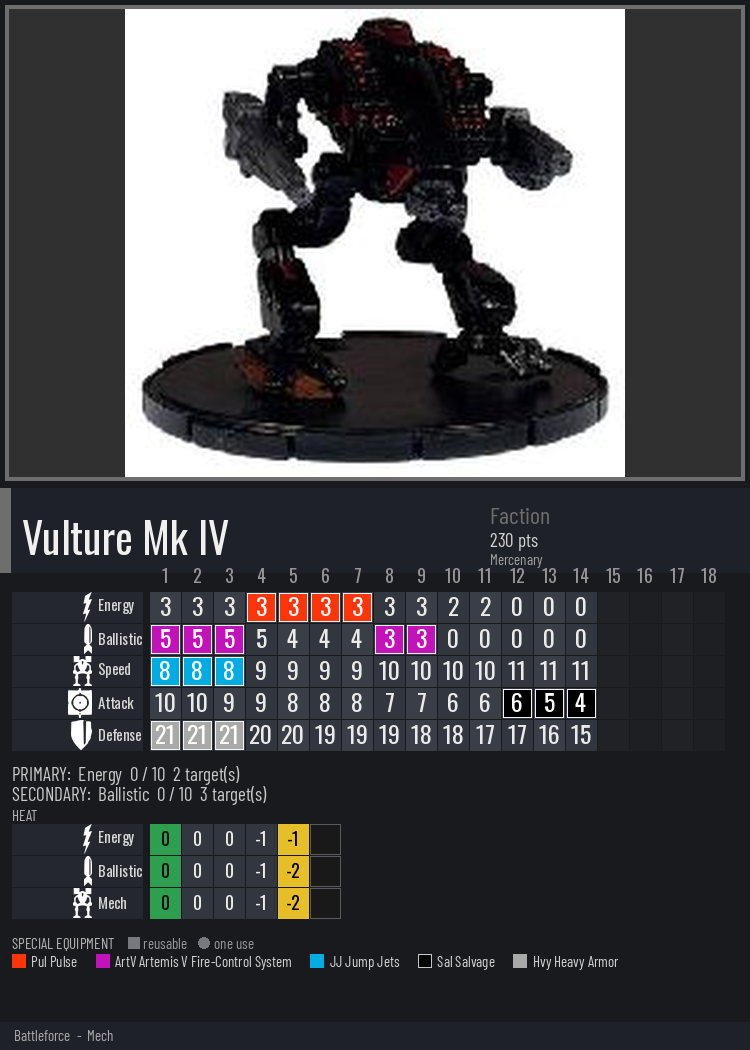 Vulture Mk IV
Faction
230 pts
Mercenary
1 2 3 4 5 6 7 8 9 10 11 12 13 14 15 16 17 18
Energy 3 3 3 3 3 3 3 3 3 2 2 0 0 0
Ballistic 5 5 5 5 4 4 4 3 3 0 0 0 0 0
Speed 8 8 8 9 9 9 9 10 10 10 10 11 11 11
Attack 10 10 9 9 8 8 8 7 7 6 6 6 5 4
Defense 21 21 21 20 20 19 19 19 18 18 17 17 16 15
PRIMARY: Energy 0 / 10 2 target(s)
SECONDARY: Ballistic 0 / 10 3 target(s)
HEAT
Energy 0 0 0 -1 -1
Ballistic 0 0 0 -1 -2
Mech 0 0 0 -1 -2
SPECIAL EQUIPMENT reusable one use
Pul Pulse ArtV Artemis V Fire-Control System JJ Jump Jets Sal Salvage Hvy Heavy Armor
Battleforce - Mech